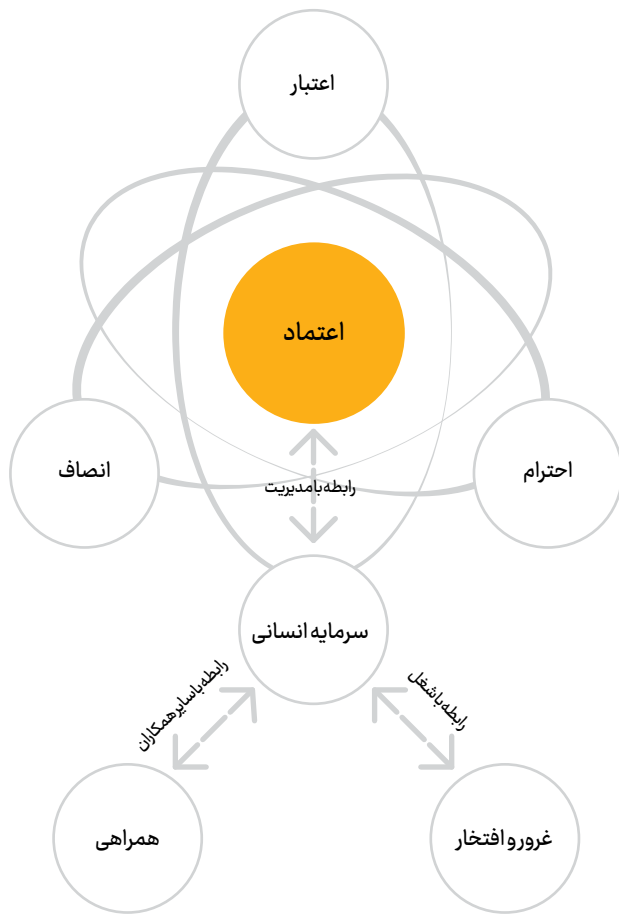 اعتبار
اعتماد
احترام
انصاف
رابطه با مدیریت
سرمایه انسانی
رابطه با شغل
رابطه با سایر همکاران
غرور و افتخار
همراهی